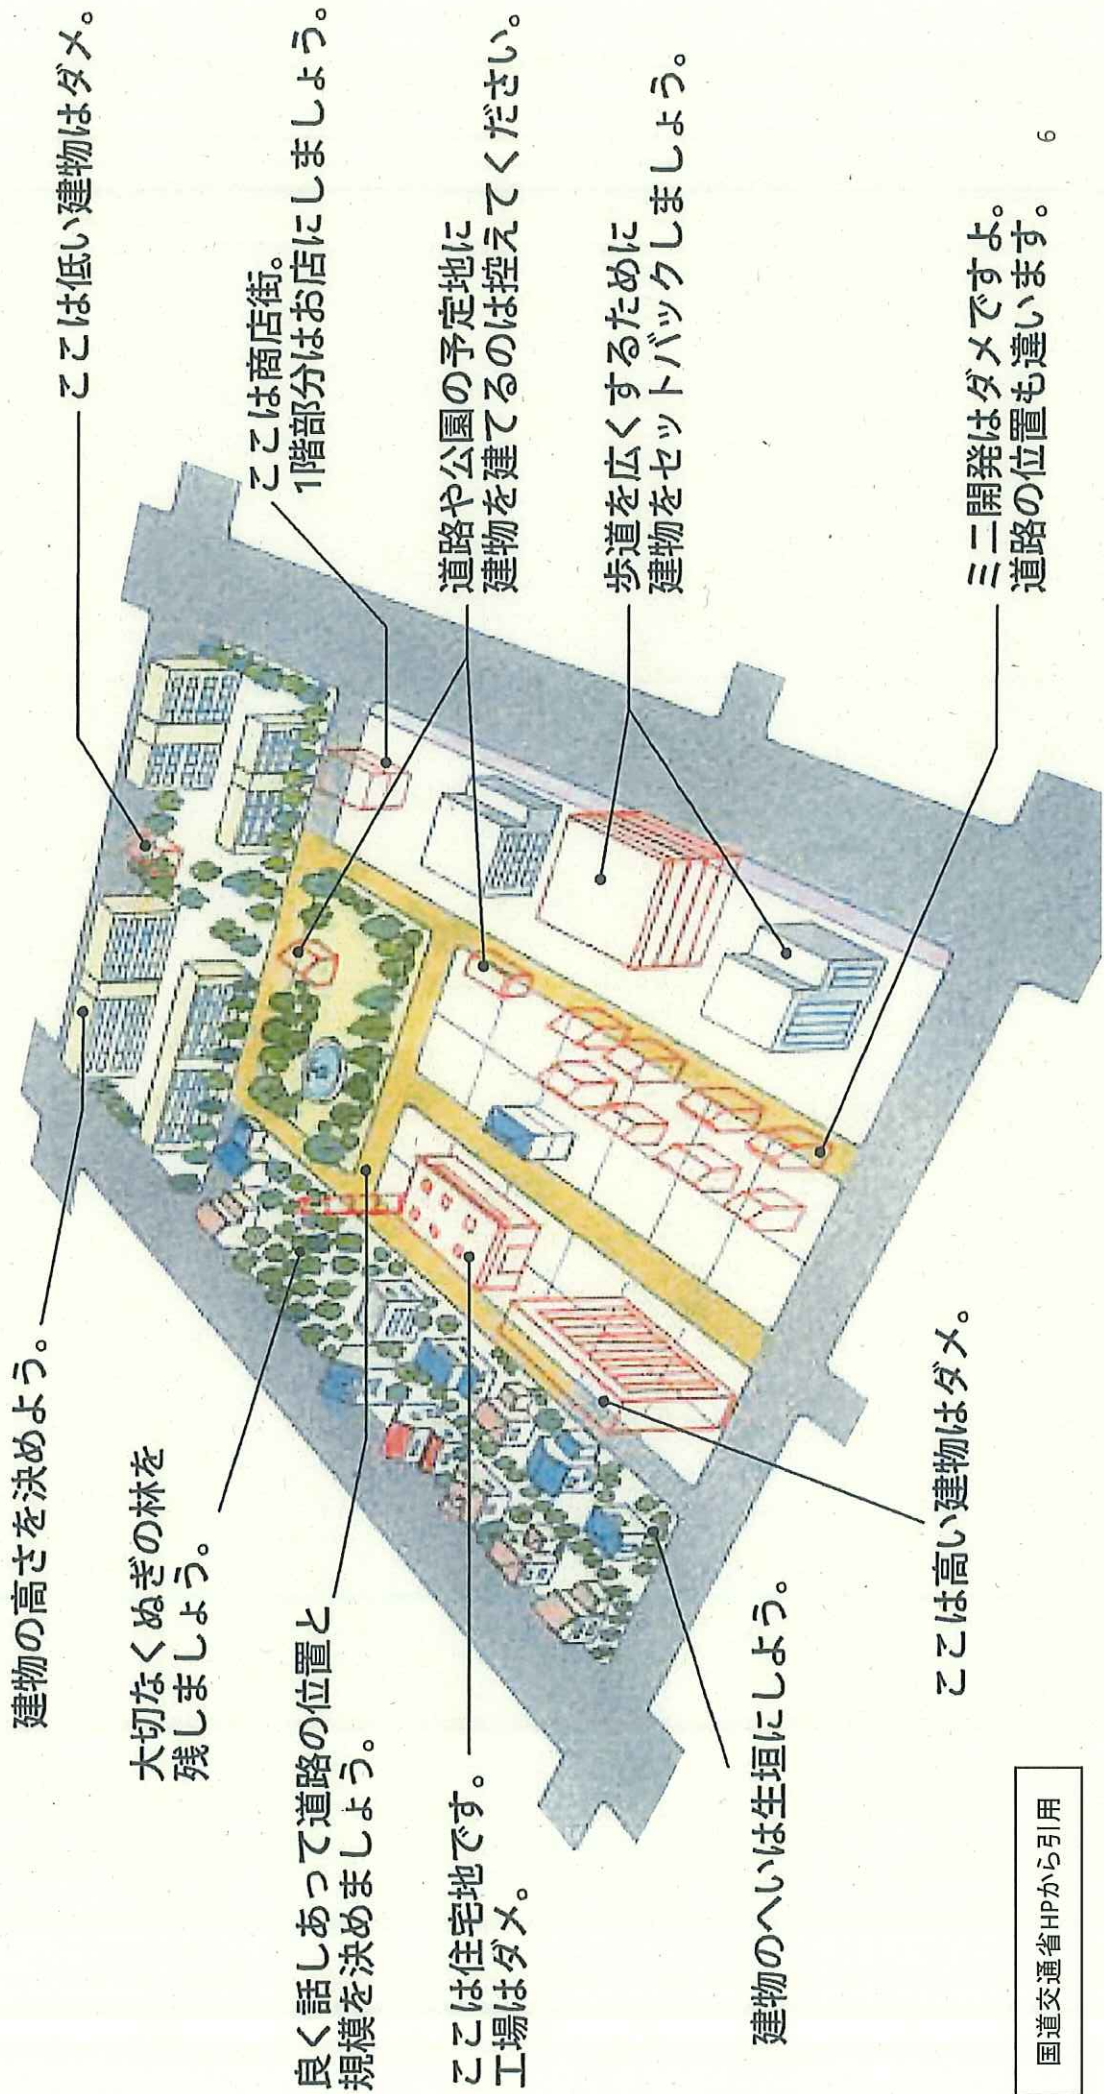 建物の高さを決めよう。
ここは低い建物はダメ。
大切なくぬぎの林を
残しましょう。
ここは商店街。
1階部分はお店にしましょう。
良く話しあって道路の位置と
規模を決めましょう。
道路や公園の予定地に
建物を建てるのは控えてください。
ここは住宅地です。
工場はダメ。
歩道を広くするために
建物をセットバックしましょう。
建物のへいは生垣にしよう。
ここは高い建物はダメ。
ミニ開発はダメですよ。
道路の位置も違います。
国道交通省HPから引用
6